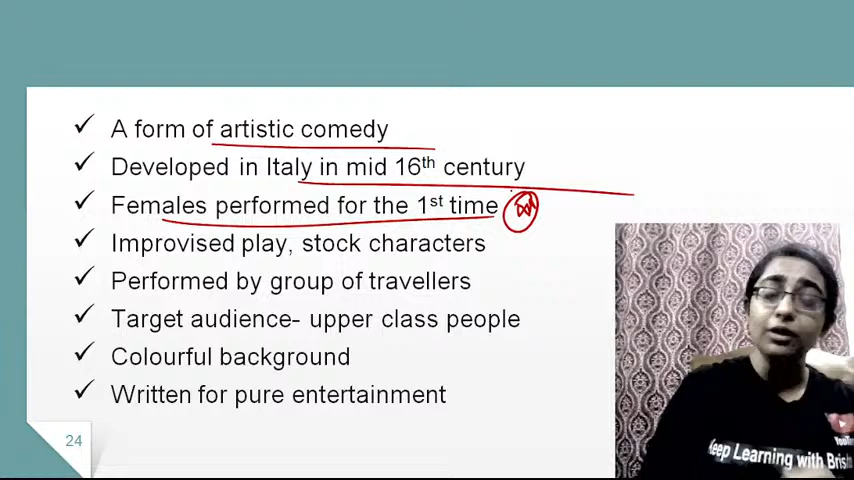 ✓ A form of artistic comedy
✓ Developed in Italy in mid 16th century
✓ Females performed for the 1st time
✓ Improvised play, stock characters
✓ Performed by group of travellers
✓ Target audience- upper class people
✓ Colourful background
✓ Written for pure entertainment
24
Keep Learning with